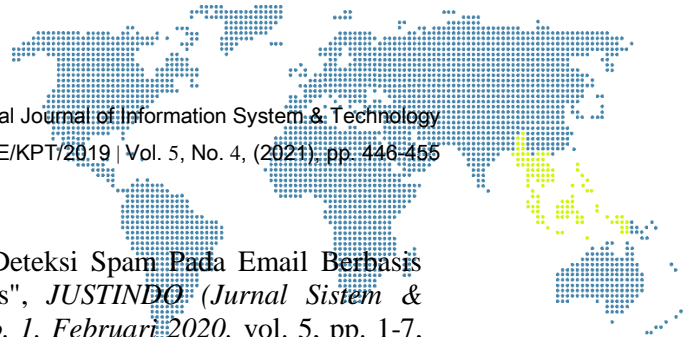 al Journal of Information System & Technology
E/KPT/2019 | Vol. 5, No. 4, (2021), pp. 446-455
Deteksi Spam Pada Email Berbasis
s", JUSTINDO (Jurnal Sistem &
o. 1, Februari 2020, vol. 5, pp. 1-7,